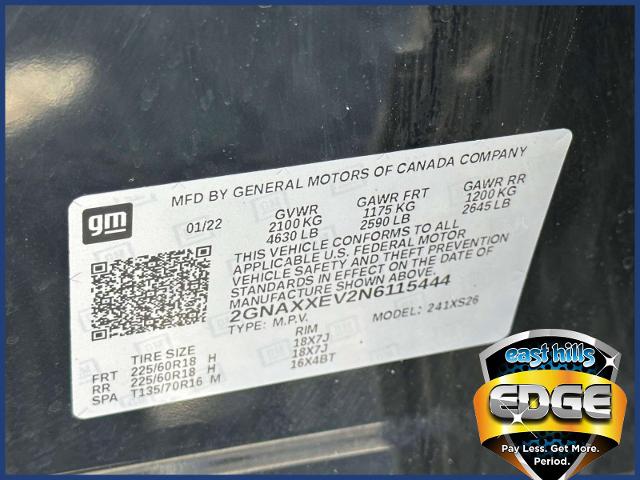 MFD BY GENERAL MOTORS OF CANADA COMPANY
gm
01/22 GVWR GAWR FRT GAWR RR
2100 KG 1175 KG 1200 KG
4630 LB 2590 LB 2645 LB
THIS VEHICLE CONFORMS TO ALL
APPLICABLE U.S. FEDERAL MOTOR
VEHICLE SAFETY AND THEFT PREVENTION
STANDARDS IN EFFECT ON THE DATE OF
MANUFACTURE SHOWN ABOVE.
2GNAXXEV2N6115444
TYPE: M.P.V. MODEL: 241XS26
TIRE SIZE RIM
FRT 225/60R18 H 18X7J
RR 225/60R18 H 18X7J
SPA T135/70R16 M 16X4BT
east hills
EDGE
Pay Less. Get More.
Period.